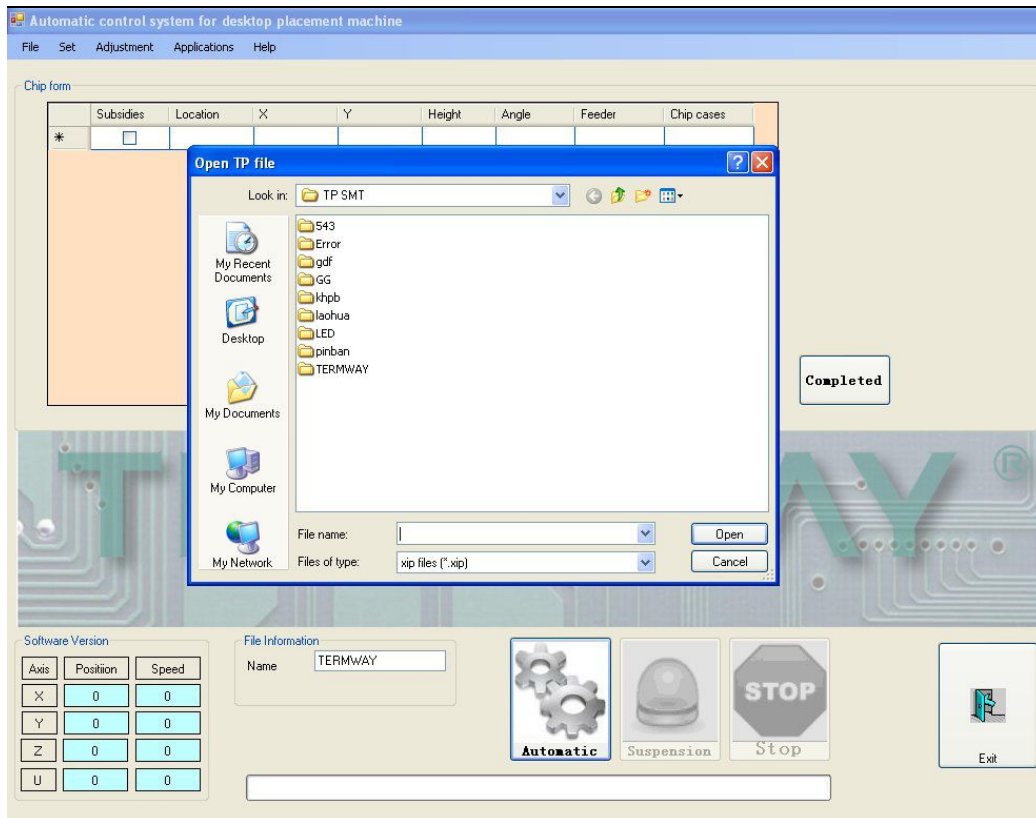 Automatic control system for desktop placement machine
File Set Adjustment Applications Help
Chip form
Subsidies Location X Y Height Angle Feeder Chip cases
*
Open TP file
Look in: TP SMT
543
Error
gdf
GG
khpb
laohua
LED
pinban
TERMWAY
My Recent
Documents
Desktop
My Documents
My Computer
My Network
File name:
Open
Files of type: xip files (*.xip)
Cancel
Completed
T AY ®
Software Version
Axis Positiion Speed
X 0 0
Y 0 0
Z 0 0
U 0 0
File Information
Name TERMWAY
Automatic
Suspension
STOP
Stop
Exit